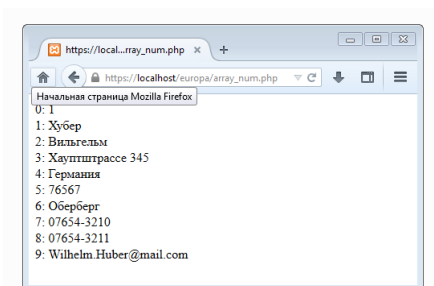 https://local...rray_num.php
https://localhost/europa/array_num.php
Начальная страница Mozilla Firefox
0: 1
1: Хубер
2: Вильгельм
3: Хауптштрассе 345
4: Германия
5: 76567
6: Оберберг
7: 07654-3210
8: 07654-3211
9: Wilhelm.Huber@mail.com